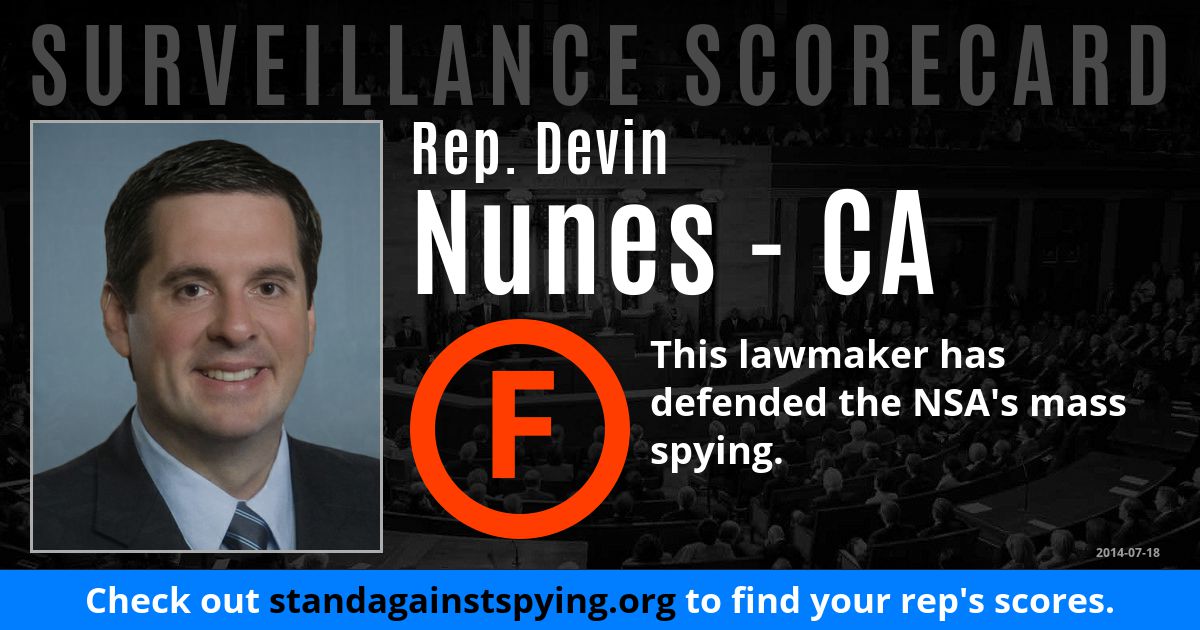 SURVEILLANCE SCORECARD
Rep. Devin
Nunes - CA
F
This lawmaker has
defended the NSA's mass
spying.
2014-07-18
Check out standagainstspying.org to find your rep's scores.